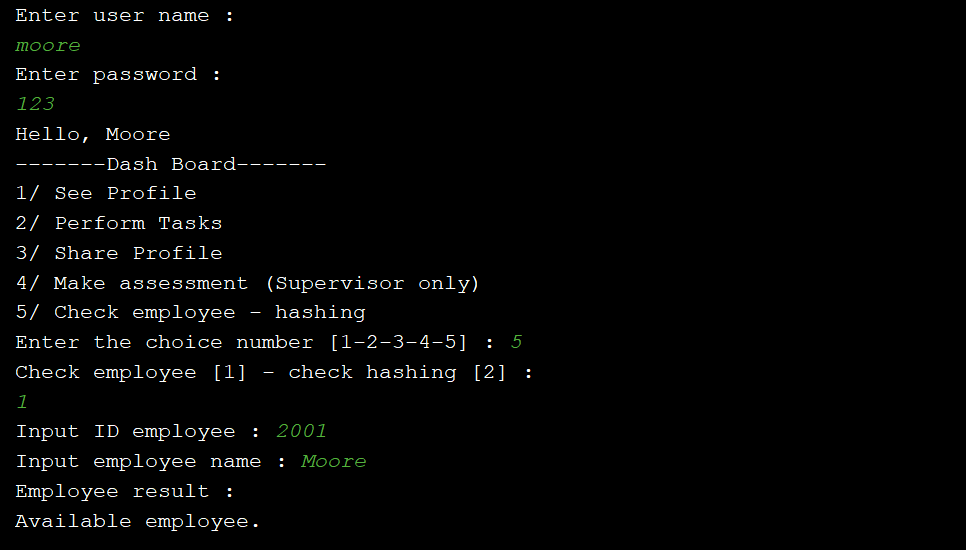 Enter user name :
moore
Enter password :
123
Hello, Moore
-------Dash Board-------
1/ See Profile
2/ Perform Tasks
3/ Share Profile
4/ Make assessment (Supervisor only)
5/ Check employee - hashing
Enter the choice number [1-2-3-4-5] : 5
Check employee [1] - check hashing [2] :
1
Input ID employee : 2001
Input employee name : Moore
Employee result :
Available employee.